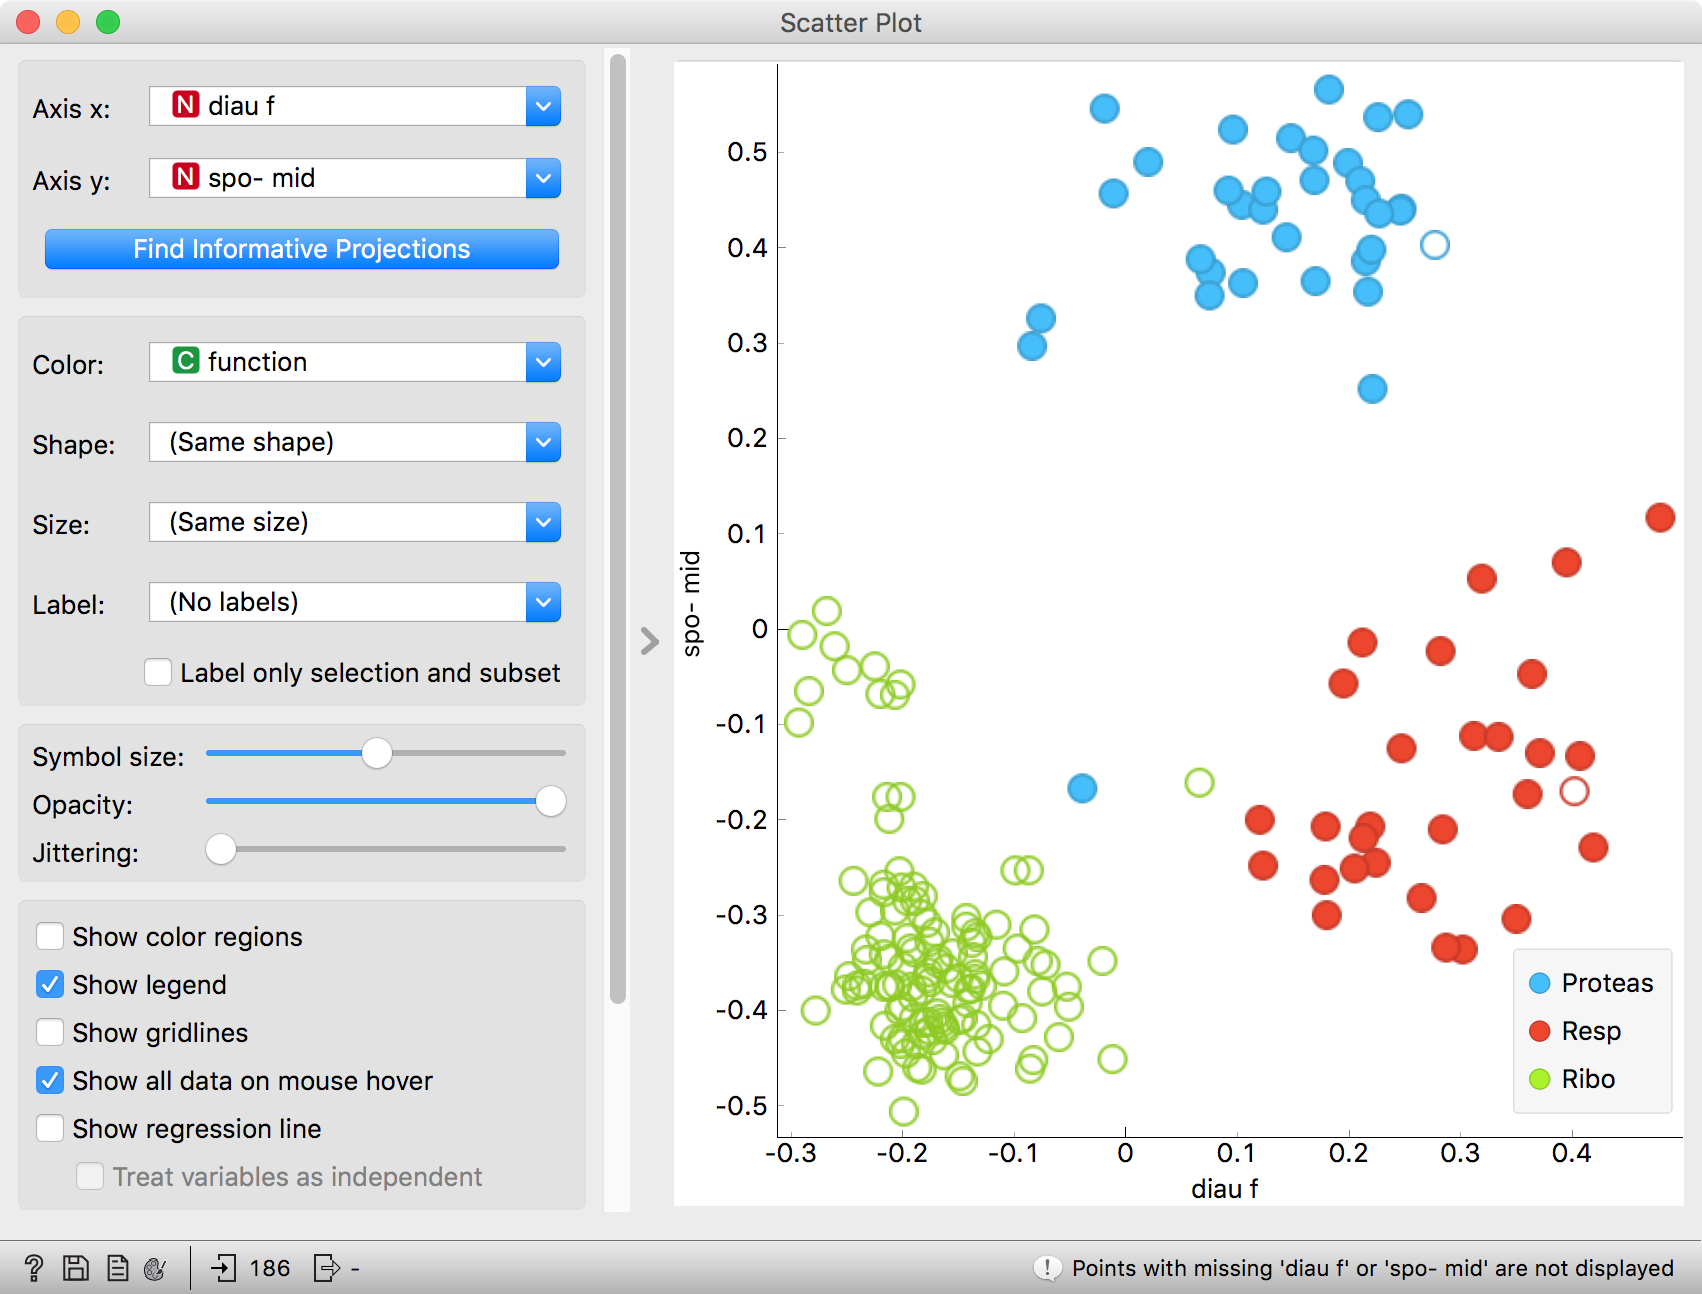 Scatter Plot
Axis x:
N diau f
Axis y:
N spo- mid
Find Informative Projections
Color:
C function
Shape:
(Same shape)
Size:
(Same size)
Label:
(No labels)
Label only selection and subset
Symbol size:
Opacity:
Jittering:
Show color regions
Show legend
Show gridlines
Show all data on mouse hover
Show regression line
Treat variables as independent
0.5
0.4
0.3
0.2
0.1
0
-0.1
-0.2
-0.3
-0.4
-0.5
spo- mid
-0.3 -0.2 -0.1 0 0.1 0.2 0.3 0.4
diau f
Proteas
Resp
Ribo
? 186 -
! Points with missing 'diau f' or 'spo- mid' are not displayed